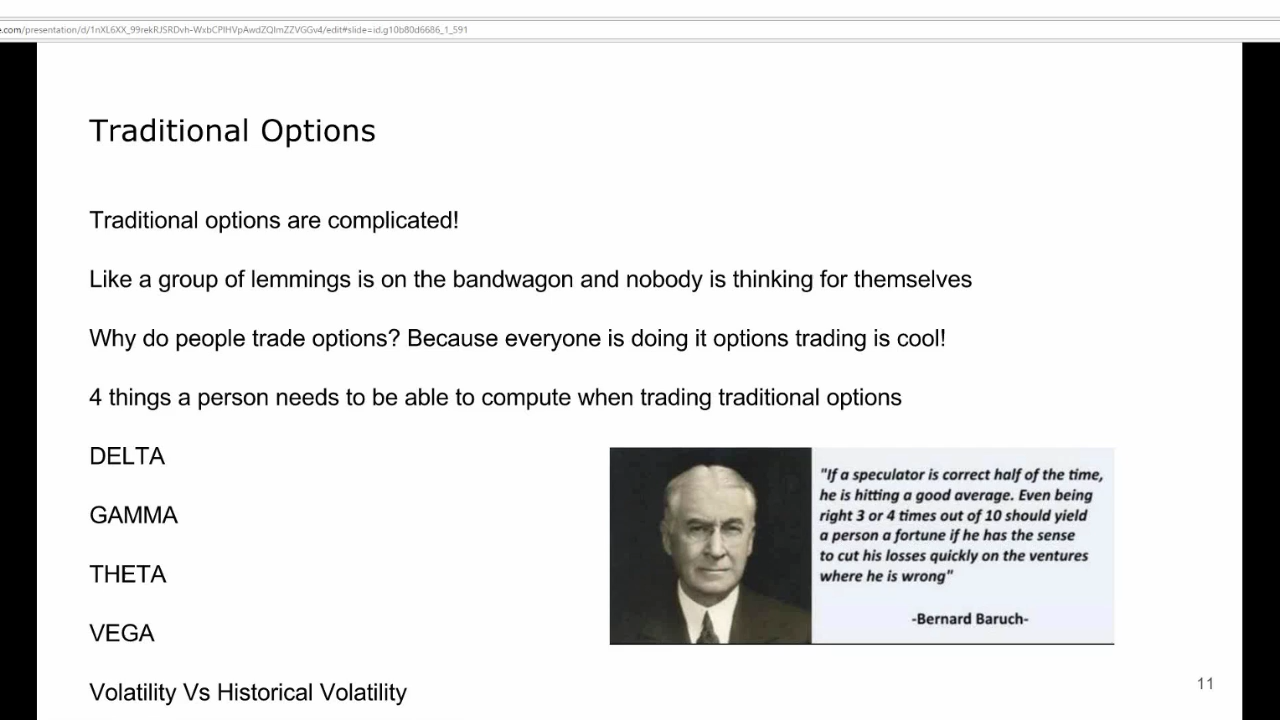 e.com/presentation/d/1nXL6XX_99rekRJSRDvh-WxbCPlHVpAwdZQlmZZVGGv4/edit#slide=id.g10b80d6686_1_591
Traditional Options
Traditional options are complicated!
Like a group of lemmings is on the bandwagon and nobody is thinking for themselves
Why do people trade options? Because everyone is doing it options trading is cool!
4 things a person needs to be able to compute when trading traditional options
DELTA
GAMMA
THETA
VEGA
Volatility Vs Historical Volatility
"If a speculator is correct half of the time,
he is hitting a good average. Even being
right 3 or 4 times out of 10 should yield
a person a fortune if he has the sense
to cut his losses quickly on the ventures
where he is wrong"
-Bernard Baruch-
11